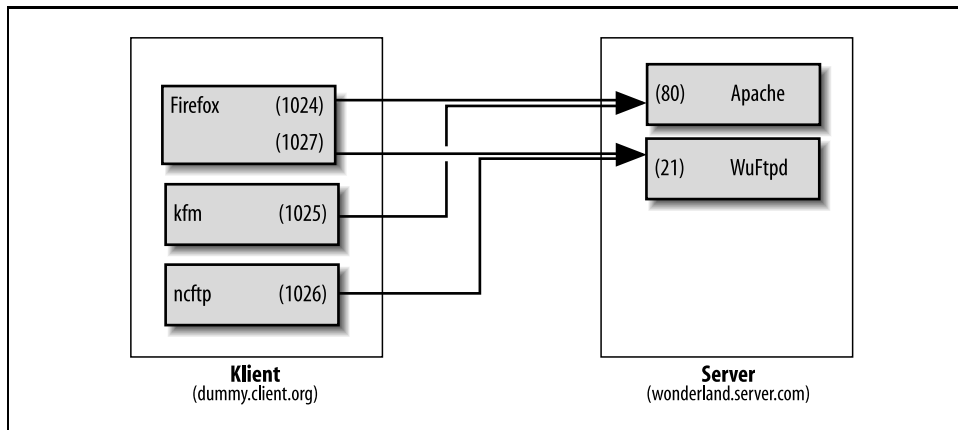 Firefox (1024)
(1027)
kfm (1025)
ncftp (1026)
Klient
(dummy.client.org)
(80) Apache
(21) WuFtpd
Server
(wonderland.server.com)